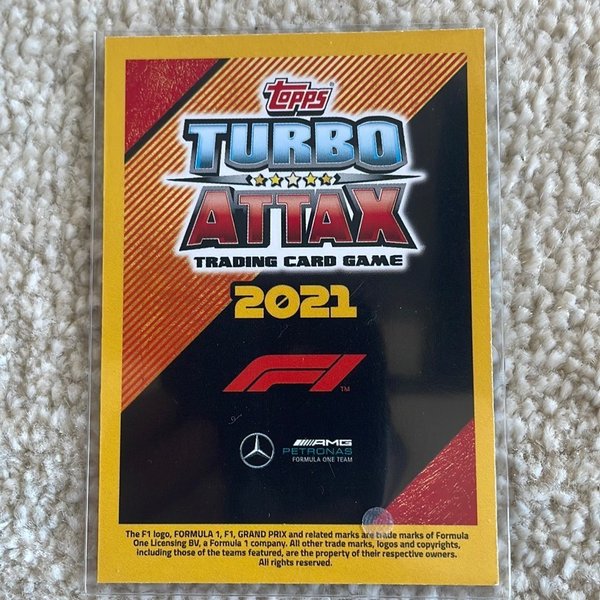 Topps
TURBO
ATTAX
TRADING CARD GAME
2021
F1
TM
AMG
PETRONAS
FORMULA ONE TEAM
The F1 logo, FORMULA 1, F1, GRAND PRIX and related marks are trade marks of Formula
One Licensing BV, a Formula 1 company. All other trade marks, logos and copyrights,
including those of the teams featured, are the property of their respective owners.
All rights reserved.